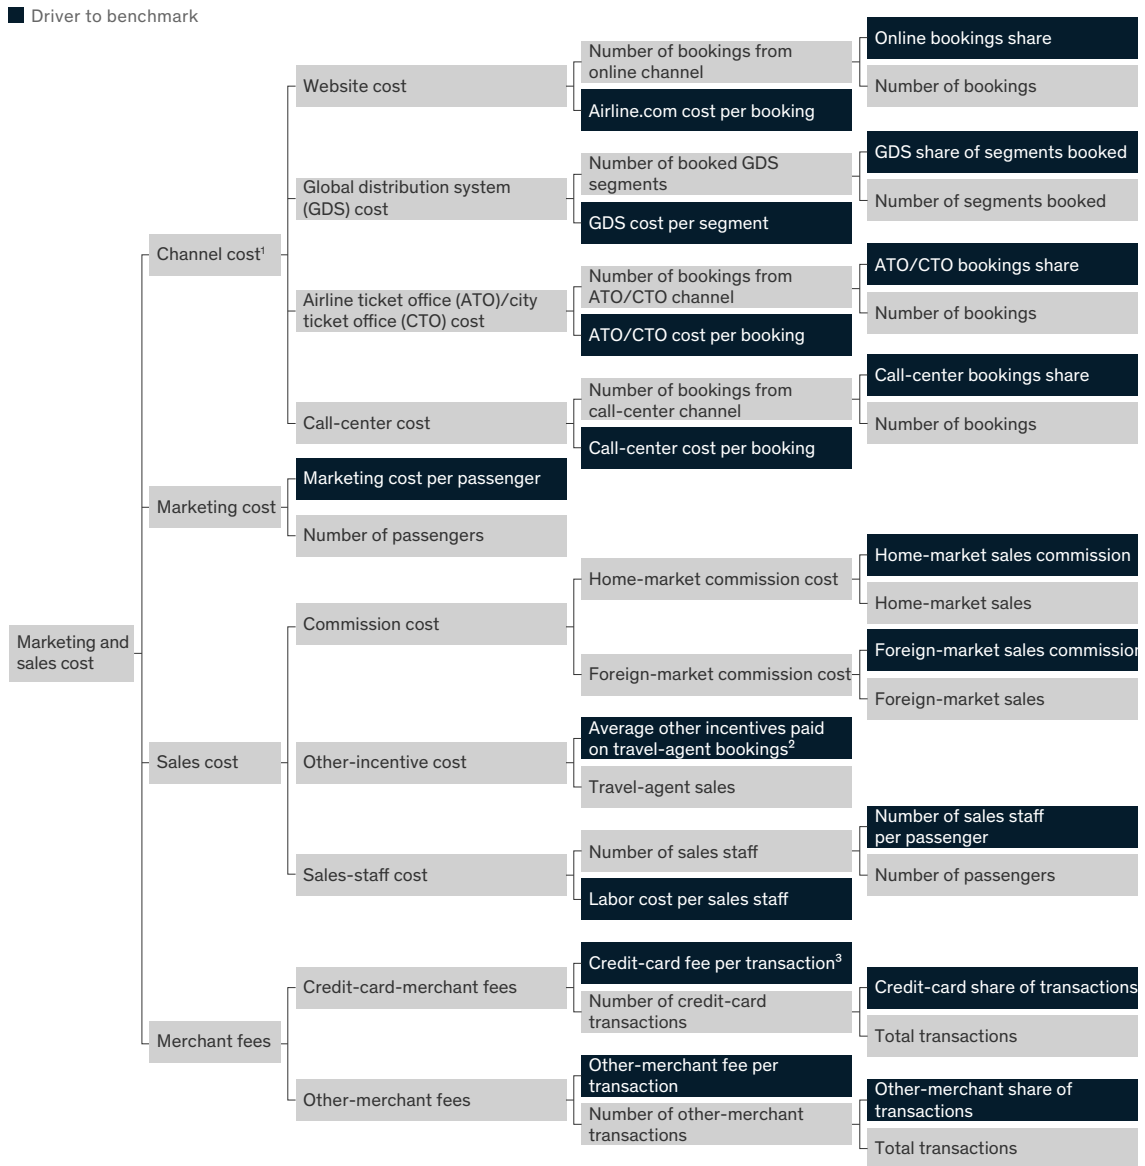 Driver to benchmark
Marketing and
sales cost
Channel cost¹
Website cost
Number of bookings from
online channel
Online bookings share
Number of bookings
Airline.com cost per booking
Global distribution system
(GDS) cost
Number of booked GDS
segments
GDS share of segments booked
Number of segments booked
GDS cost per segment
Airline ticket office (ATO)/city
ticket office (CTO) cost
Number of bookings from
ATO/CTO channel
ATO/CTO bookings share
Number of bookings
ATO/CTO cost per booking
Call-center cost
Number of bookings from
call-center channel
Call-center bookings share
Number of bookings
Call-center cost per booking
Marketing cost
Marketing cost per passenger
Number of passengers
Sales cost
Commission cost
Home-market commission cost
Home-market sales commission
Home-market sales
Foreign-market commission cost
Foreign-market sales commission
Foreign-market sales
Other-incentive cost
Average other incentives paid
on travel-agent bookings²
Travel-agent sales
Sales-staff cost
Number of sales staff
Number of sales staff
per passenger
Number of passengers
Labor cost per sales staff
Merchant fees
Credit-card-merchant fees
Credit-card fee per transaction³
Number of credit-card
transactions
Credit-card share of transactions
Total transactions
Other-merchant fees
Other-merchant fee per
transaction
Number of other-merchant
transactions
Other-merchant share of
transactions
Total transactions